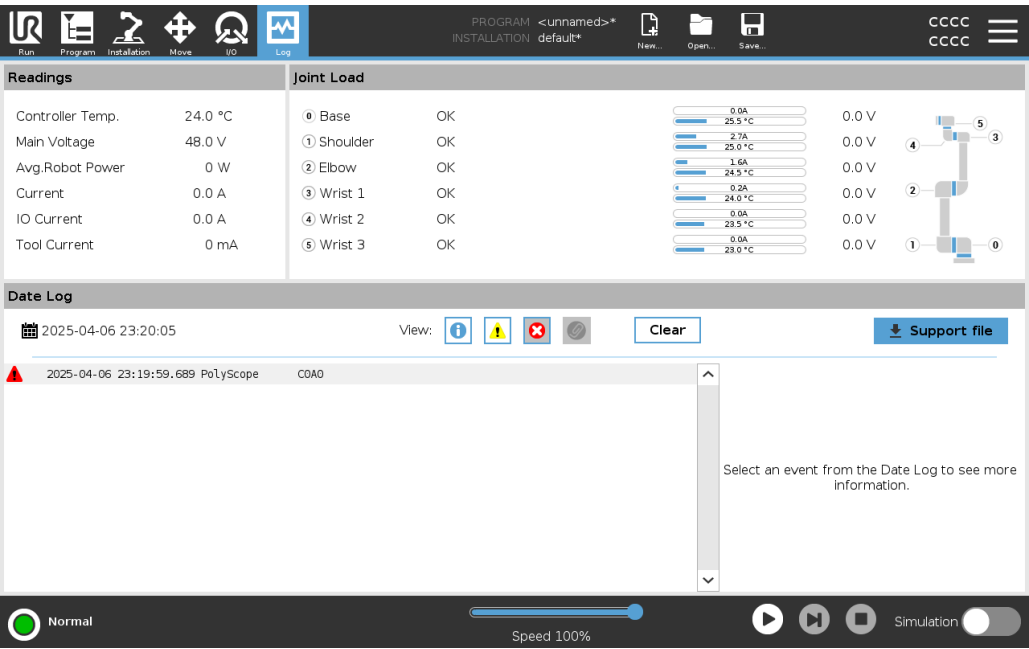 PROGRAM <unnamed>*
INSTALLATION default*
CCCC
CCCC
Run Program Installation Move I/O Log New... Open... Save...
Readings
Controller Temp. 24.0 °C
Main Voltage 48.0 V
Avg.Robot Power 0 W
Current 0.0 A
IO Current 0.0 A
Tool Current 0 mA
Joint Load
0 Base OK 0.0A 25.5 °C 0.0 V
1 Shoulder OK 2.7A 25.0 °C 0.0 V
2 Elbow OK 1.6A 24.5 °C 0.0 V
3 Wrist 1 OK 0.2A 24.0 °C 0.0 V
4 Wrist 2 OK 0.0A 23.5 °C 0.0 V
5 Wrist 3 OK 0.0A 23.0 °C 0.0 V
5
3
4
2
1 0
Date Log
2025-04-06 23:20:05 View: Clear Support file
2025-04-06 23:19:59.689 PolyScope C0A0
Select an event from the Date Log to see more
information.
Normal
Speed 100%
Simulation